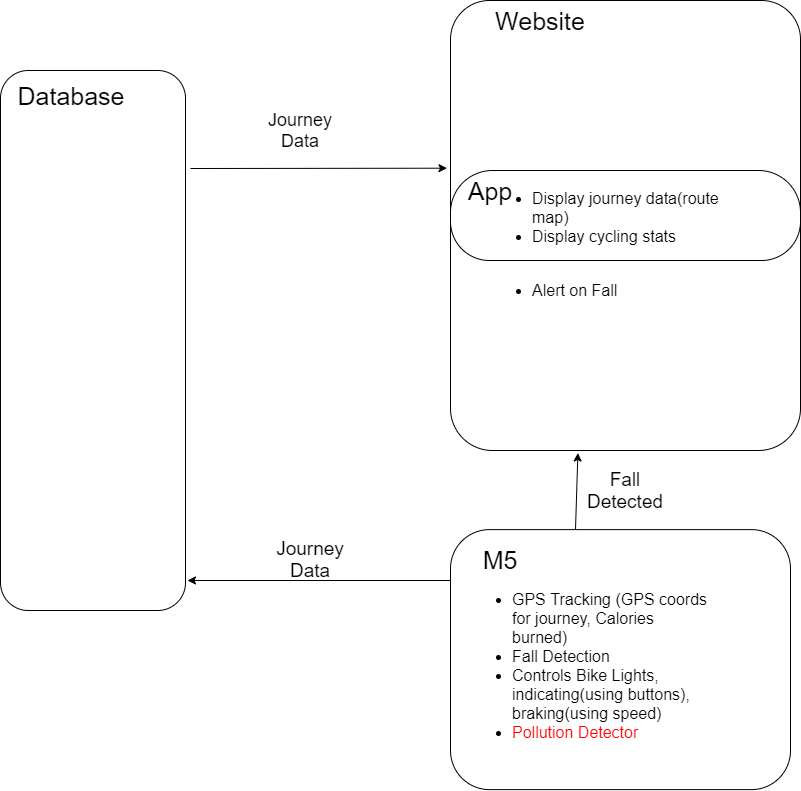 Website
Database
Journey
Data
App
• Display journey data(route
map)
• Display cycling stats
• Alert on Fall
Fall
Detected
Journey
Data
M5
• GPS Tracking (GPS coords
for journey, Calories
burned)
• Fall Detection
• Controls Bike Lights,
indicating(using buttons),
braking(using speed)
• Pollution Detector